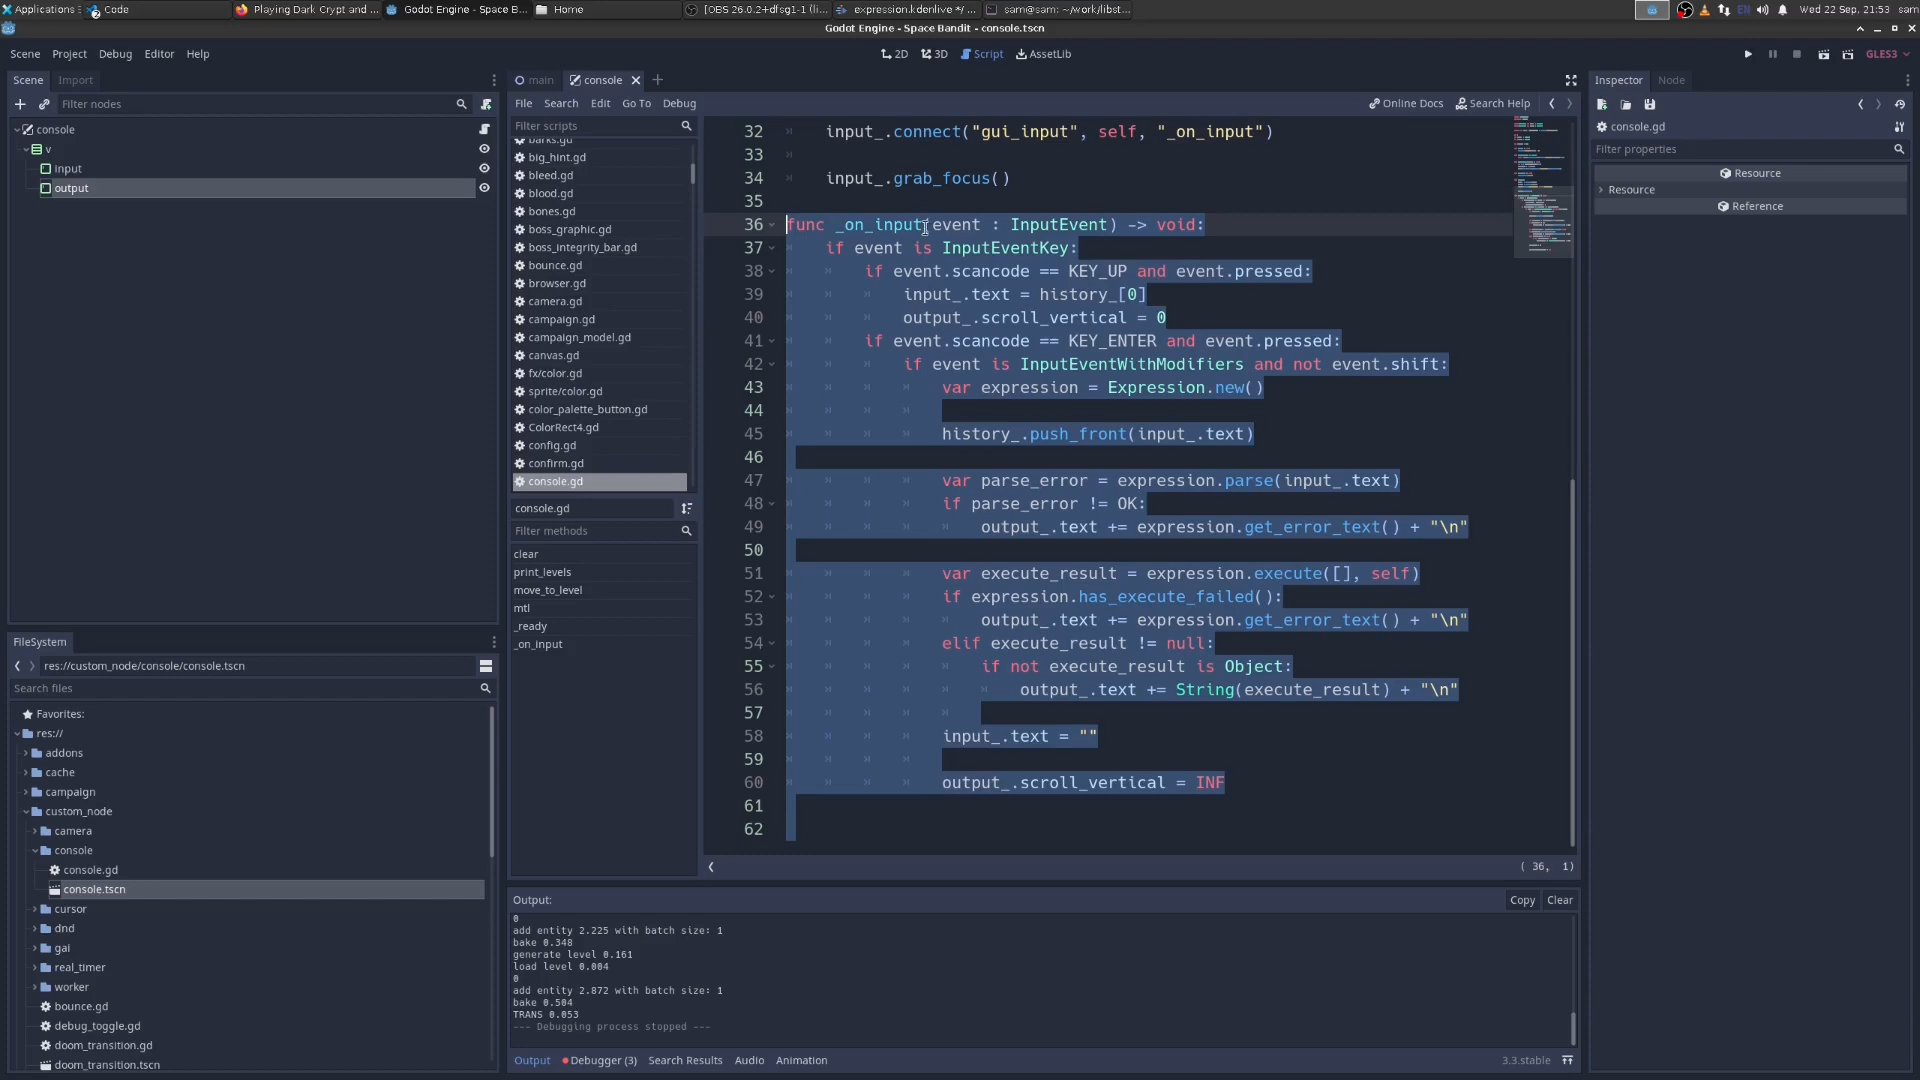 Applications
Code
Playing Dark Crypt and ...
Godot Engine - Space B...
Home
[OBS 26.0.2+dfsg1-1 (li...
expression.kdenlive */ ...
sam@sam: ~/work/libst...
EN
Wed 22 Sep, 21:53
sam
Godot Engine - Space Bandit - console.tscn
Scene Project Debug Editor Help
2D 3D Script AssetLib
GLES3
Scene Import
Filter nodes
console
v
input
output
FileSystem
res://custom_node/console/console.tscn
Search files
Favorites:
res://
addons
cache
campaign
custom_node
camera
console
console.gd
console.tscn
cursor
dnd
gai
real_timer
worker
bounce.gd
debug_toggle.gd
doom_transition.gd
doom_transition.tscn
main console
File Search Edit Go To Debug
Online Docs Search Help
Filter scripts
barks.gd
big_hint.gd
bleed.gd
blood.gd
bones.gd
boss_graphic.gd
boss_integrity_bar.gd
bounce.gd
browser.gd
camera.gd
campaign.gd
campaign_model.gd
canvas.gd
fx/color.gd
sprite/color.gd
color_palette_button.gd
ColorRect4.gd
config.gd
confirm.gd
console.gd
console.gd
Filter methods
clear
print_levels
move_to_level
mtl
_ready
_on_input
32 input_.connect("gui_input", self, "_on_input")
33
34 input_.grab_focus()
35
36 func _on_input(event : InputEvent) -> void:
37 if event is InputEventKey:
38 if event.scancode == KEY_UP and event.pressed:
39 input_.text = history_[0]
40 output_.scroll_vertical = 0
41 if event.scancode == KEY_ENTER and event.pressed:
42 if event is InputEventWithModifiers and not event.shift:
43 var expression = Expression.new()
44
45 history_.push_front(input_.text)
46
47 var parse_error = expression.parse(input_.text)
48 if parse_error != OK:
49 output_.text += expression.get_error_text() + "\n"
50
51 var execute_result = expression.execute([], self)
52 if expression.has_execute_failed():
53 output_.text += expression.get_error_text() + "\n"
54 elif execute_result != null:
55 if not execute_result is Object:
56 output_.text += String(execute_result) + "\n"
57
58 input_.text = ""
59
60 output_.scroll_vertical = INF
61
62
( 36, 1)
Output:
Copy Clear
0
add entity 2.225 with batch size: 1
bake 0.348
generate level 0.161
load level 0.004
0
add entity 2.872 with batch size: 1
bake 0.504
TRANS 0.053
--- Debugging process stopped ---
Output Debugger (3) Search Results Audio Animation
3.3.stable
Inspector Node
console.gd
Filter properties
Resource
Resource
Reference